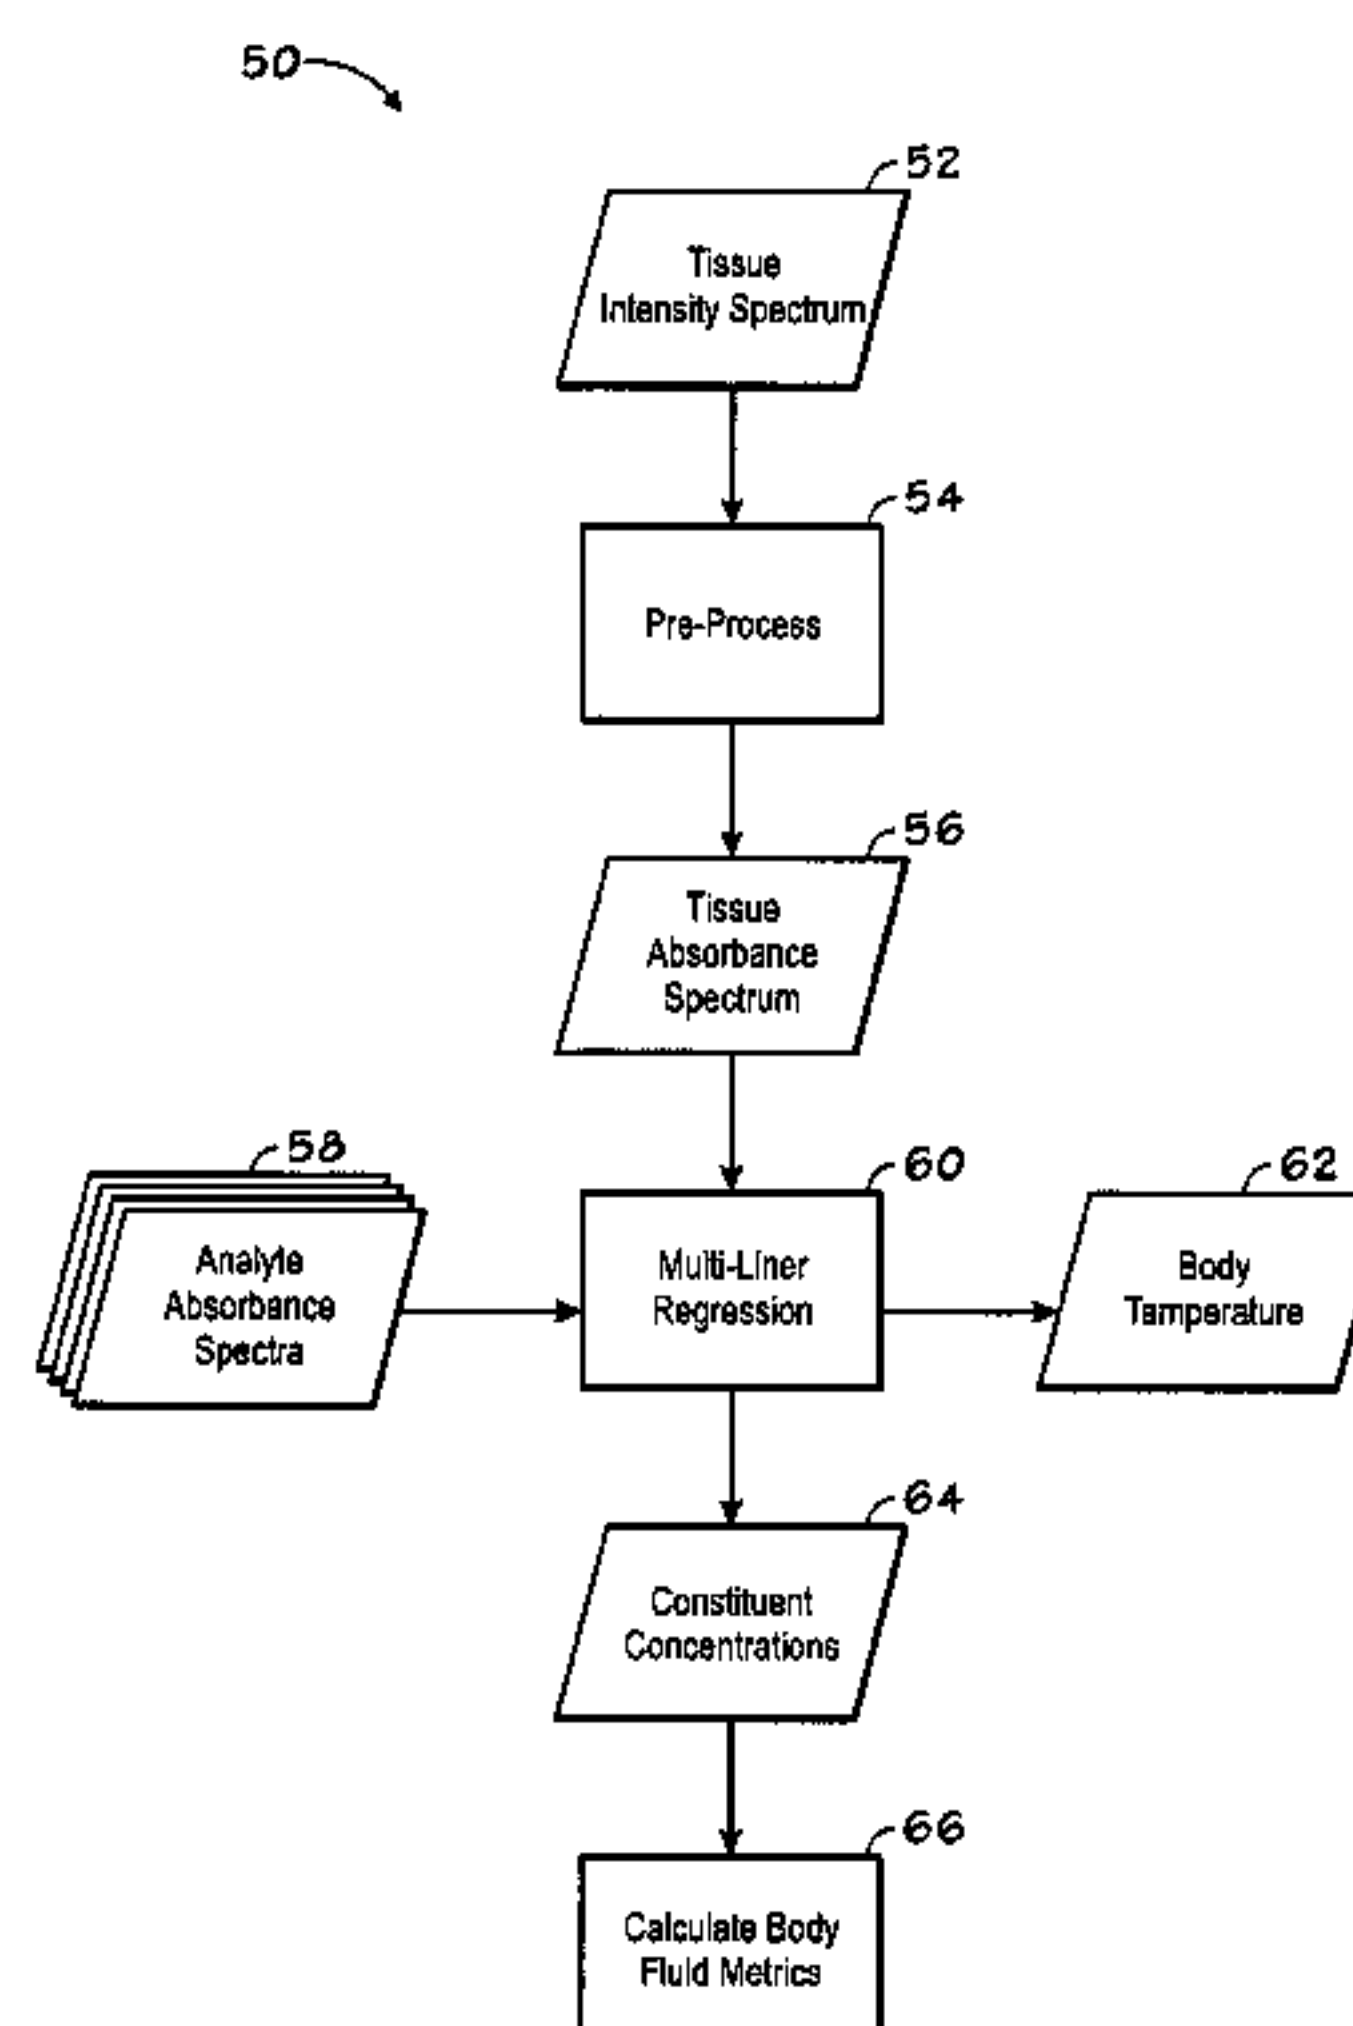 50
52
Tissue
Intensity Spectrum
54
Pre-Process
56
Tissue
Absorbance
Spectrum
58
Analyte
Absorbance
Spectra
60
Multi-Liner
Regression
62
Body
Temperature
64
Constituent
Concentrations
66
Calculate Body
Fluid Metrics